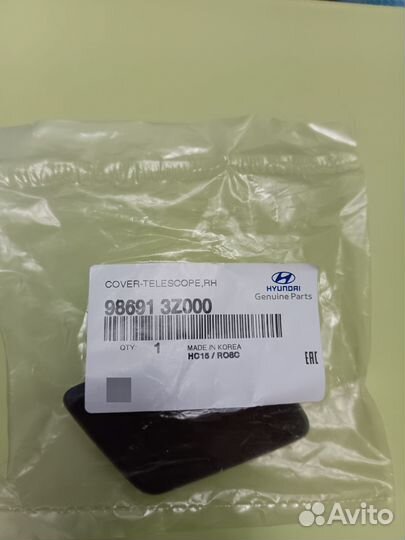 COVER-TELESCOPE,RH
98691 3Z000
HYUNDAI
Genuine Parts
QTY: 1
MADE IN KOREA
HC15 / RO8C
EAC
Avito